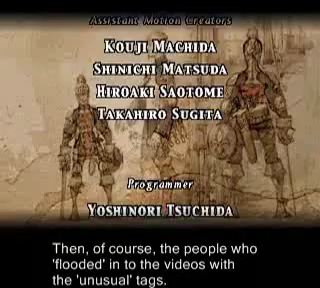 Assistant Motion Creators
Kouji Machida
Shinichi Matsuda
Hiroaki Saotome
Takahiro Sugita
Programmer
Yoshinori Tsuchida
Then, of course, the people who
'flooded' in to the videos with
the 'unusual' tags.